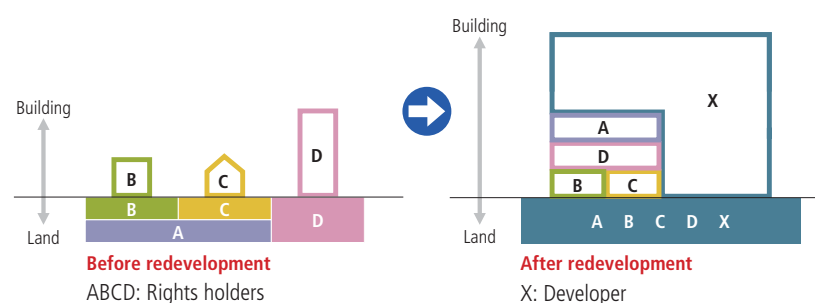 Building
B
C
D
B
C
A
D
Land
Before redevelopment
ABCD: Rights holders
Building
X
A
D
B
C
A B C D X
Land
After redevelopment
X: Developer